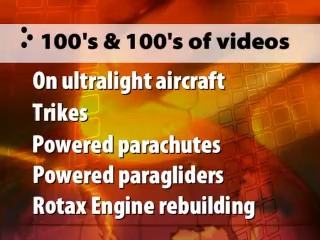 100's & 100's of videos
On ultralight aircraft
Trikes
Powered parachutes
Powered paragliders
Rotax Engine rebuilding